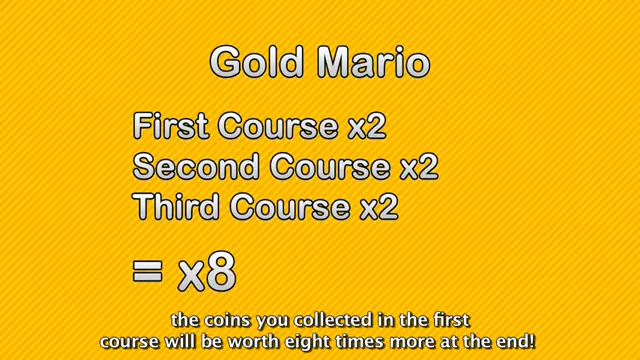 Gold Mario
First Course x2
Second Course x2
Third Course x2
= x8
the coins you collected in the first
course will be worth eight times more at the end!